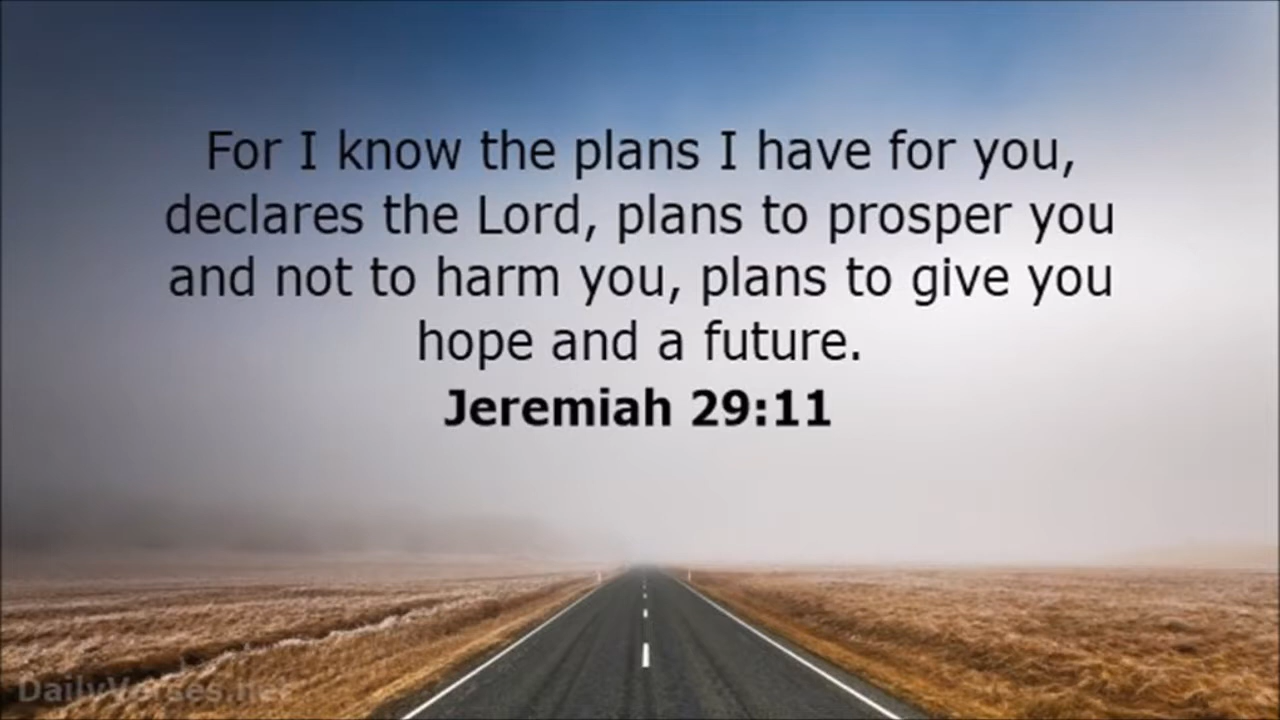 For I know the plans I have for you,
declares the Lord, plans to prosper you
and not to harm you, plans to give you
hope and a future.
Jeremiah 29:11
DailyVerses.net